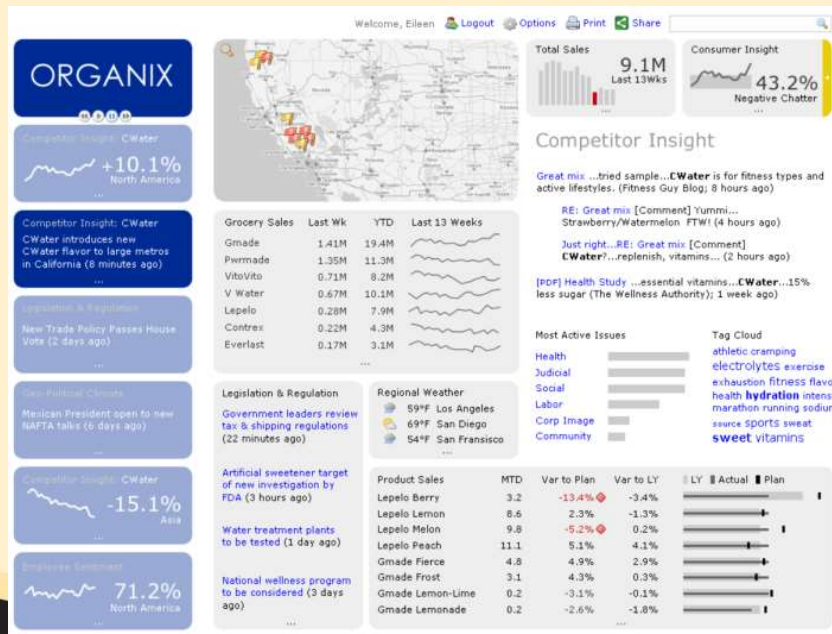 Welcome, Eileen Logout Options Print Share
ORGANIX
Competitor Insight: CWater
+10.1%
North America
...
Competitor Insight: CWater
CWater introduces new
CWater flavor to large metros
in California (8 minutes ago)
...
Legislation & Regulation
New Trade Policy Passes House
Vote (2 days ago)
...
Geo-Political Climate
Mexican President open to new
NAFTA talks (6 days ago)
...
Competitor Insight: CWater
-15.1%
Asia
...
Employee Sentiment
71.2%
North America
...
Grocery Sales Last Wk YTD Last 13 Weeks
Gmade 1.41M 19.4M
Pwrmade 1.35M 11.3M
VitoVito 0.71M 8.2M
V Water 0.67M 10.1M
Lepelo 0.28M 7.9M
Contrex 0.22M 4.3M
Everlast 0.17M 3.1M
...
Legislation & Regulation
Government leaders review
tax & shipping regulations
(22 minutes ago)
Artificial sweetener target
of new investigation by
FDA (3 hours ago)
Water treatment plants
to be tested (1 day ago)
National wellness program
to be considered (3 days
ago)
...
Regional Weather
59°F Los Angeles
69°F San Diego
54°F San Fransisco
...
Total Sales
9.1M
Last 13Wks
...
Consumer Insight
43.2%
Negative Chatter
...
Competitor Insight
Great mix ...tried sample...CWater is for fitness types and
active lifestyles. (Fitness Guy Blog; 8 hours ago)
RE: Great mix [Comment] Yummi...
Strawberry/Watermelon FTW! (4 hours ago)
Just right...RE: Great mix [Comment]
CWater?...replenish, vitamins... (2 hours ago)
[PDF] Health Study ...essential vitamins...CWater...15%
less sugar (The Wellness Authority); 1 week ago)
Most Active Issues
Health
Judicial
Social
Labor
Corp Image
Community
Tag Cloud
athletic cramping
electrolytes exercise
exhaustion fitness flavo
health hydration intens
marathon running sodiu
source sports sweat
sweet vitamins
Product Sales MTD Var to Plan Var to LY LY Actual Plan
Lepelo Berry 3.2 -13.4% -3.4%
Lepelo Lemon 8.6 2.3% -1.3%
Lepelo Melon 9.8 -5.2% 0.2%
Lepelo Peach 11.1 5.1% 4.1%
Gmade Fierce 4.8 4.9% 2.9%
Gmade Frost 3.1 4.3% 0.3%
Gmade Lemon-Lime 0.2 -3.1% -0.1%
Gmade Lemonade 0.2 -2.6% -1.8%
...